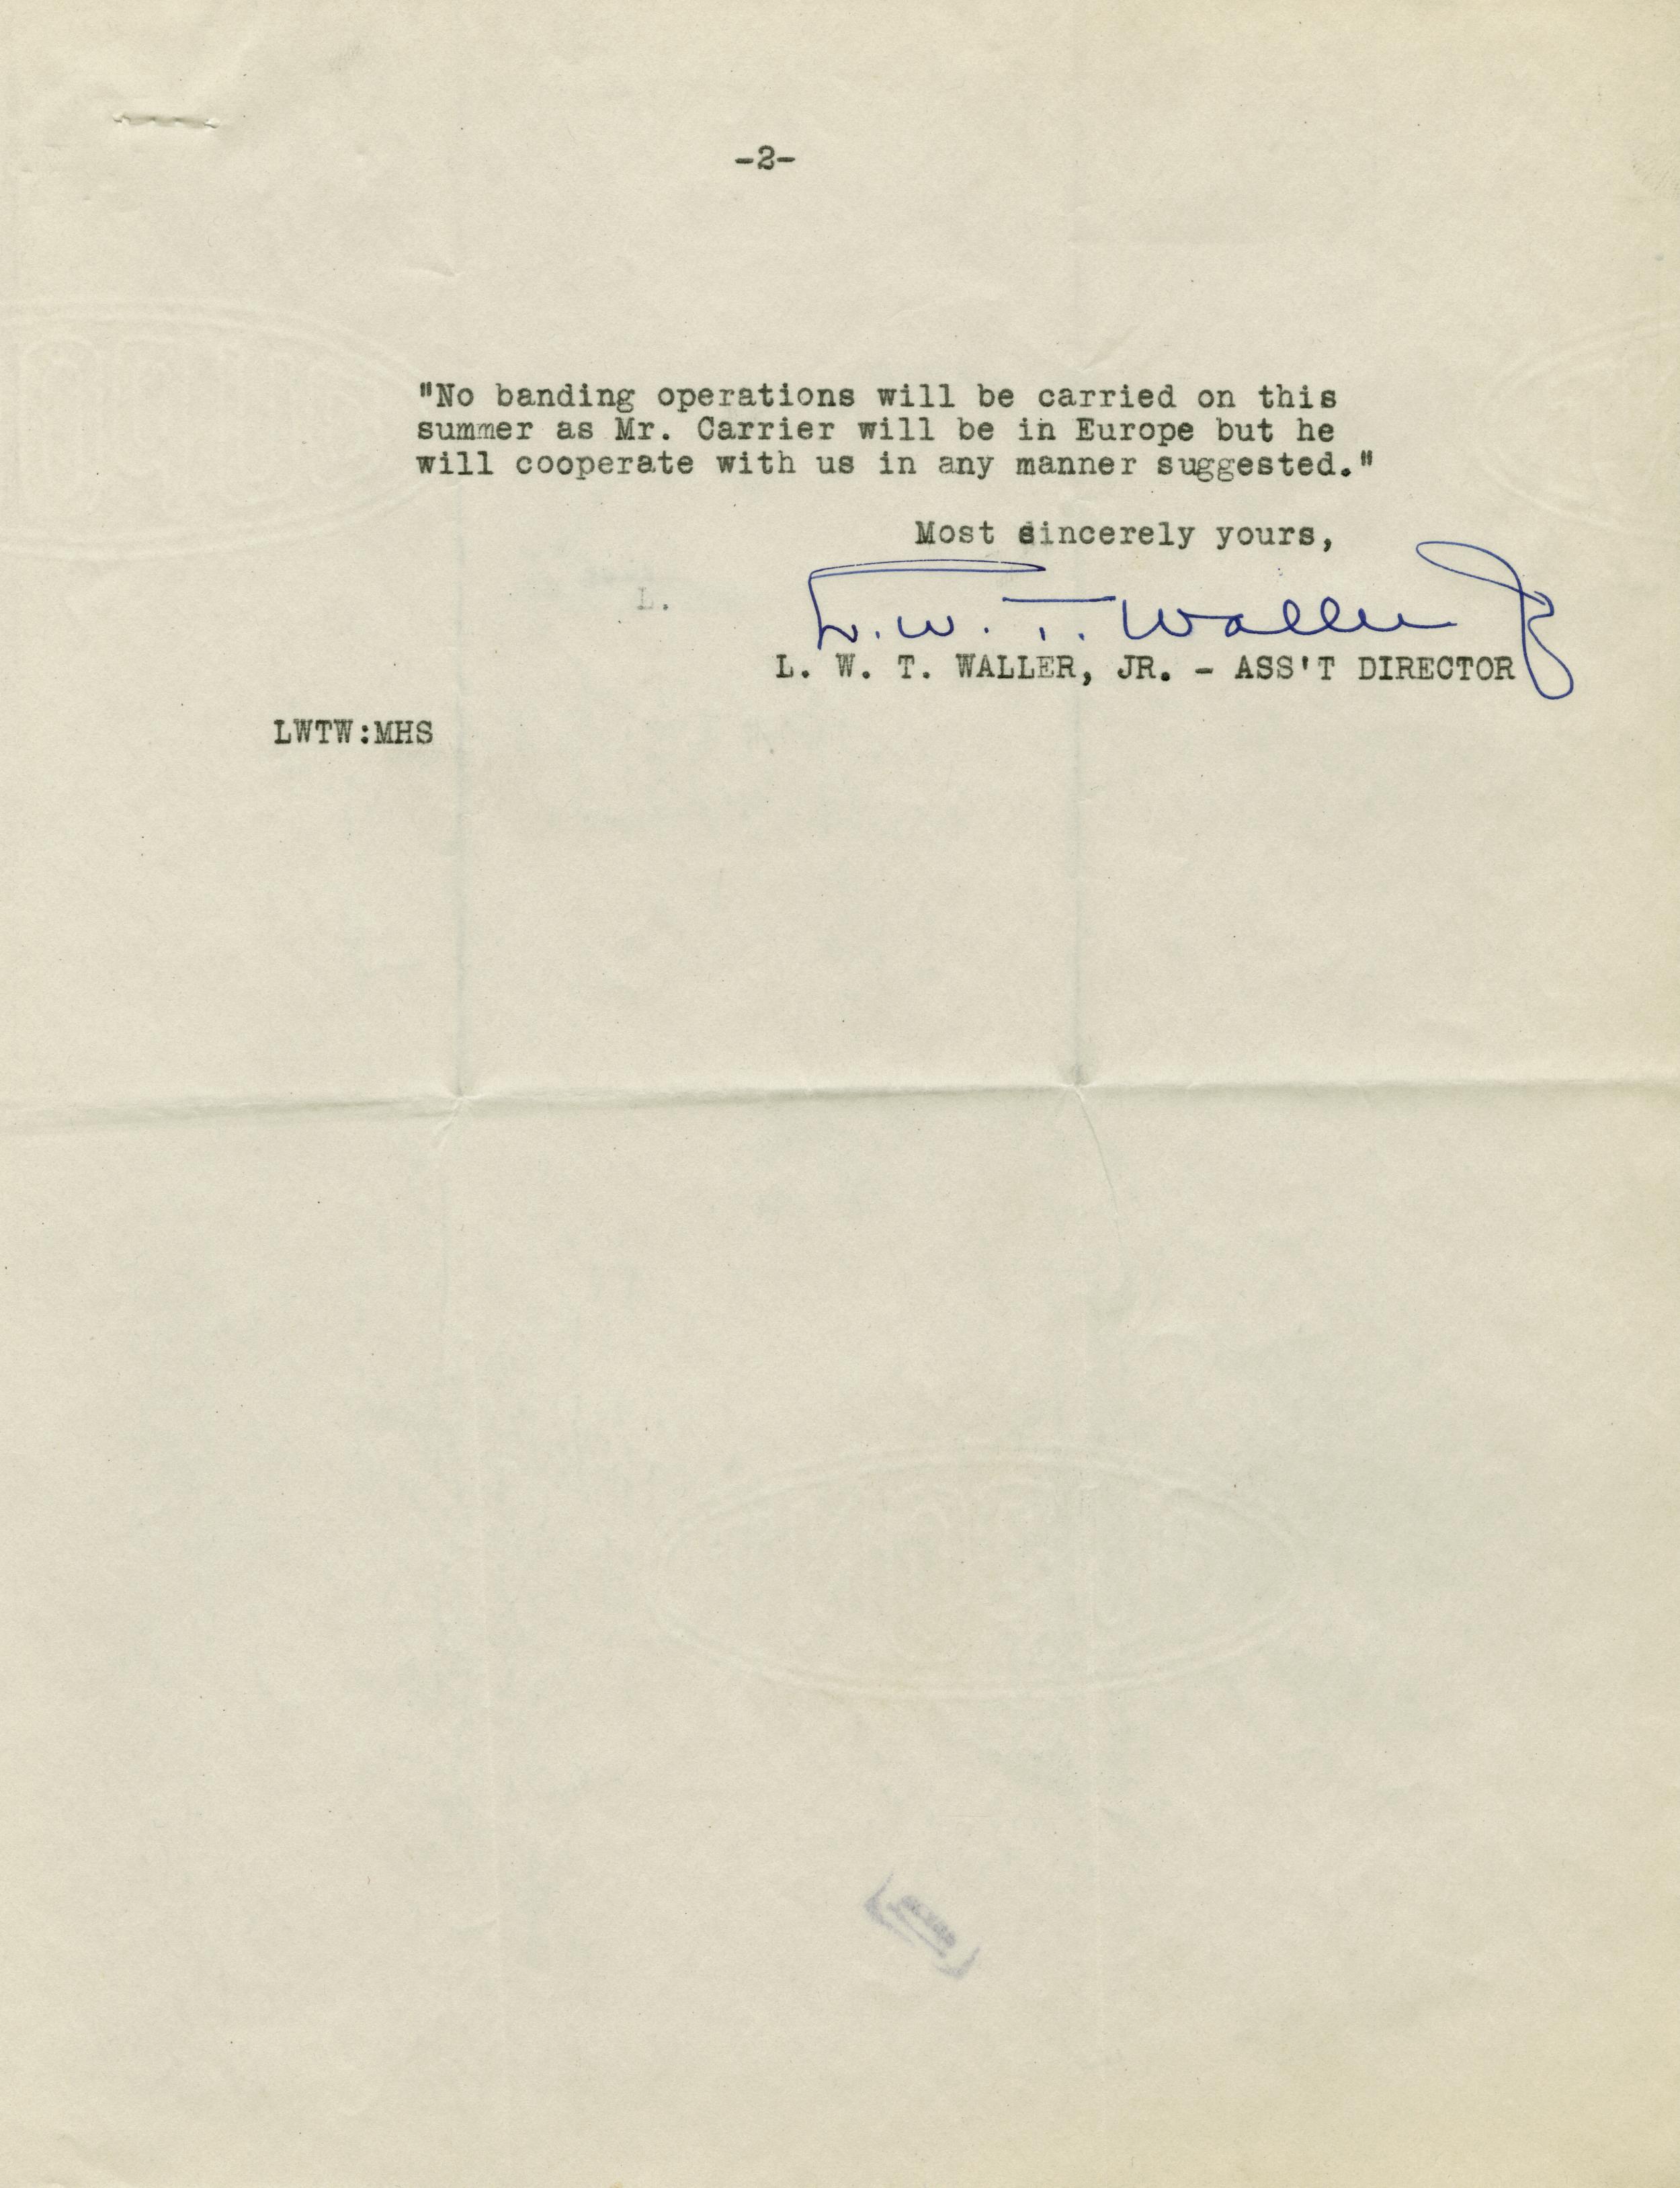 -2-
"No banding operations will be carried on this
summer as Mr. Carrier will be in Europe but he
will cooperate with us in any manner suggested."
Most sincerely yours,
L.
L. W. T. Waller Jr
L. W. T. WALLER, JR. - ASS'T DIRECTOR
LWTW:MHS